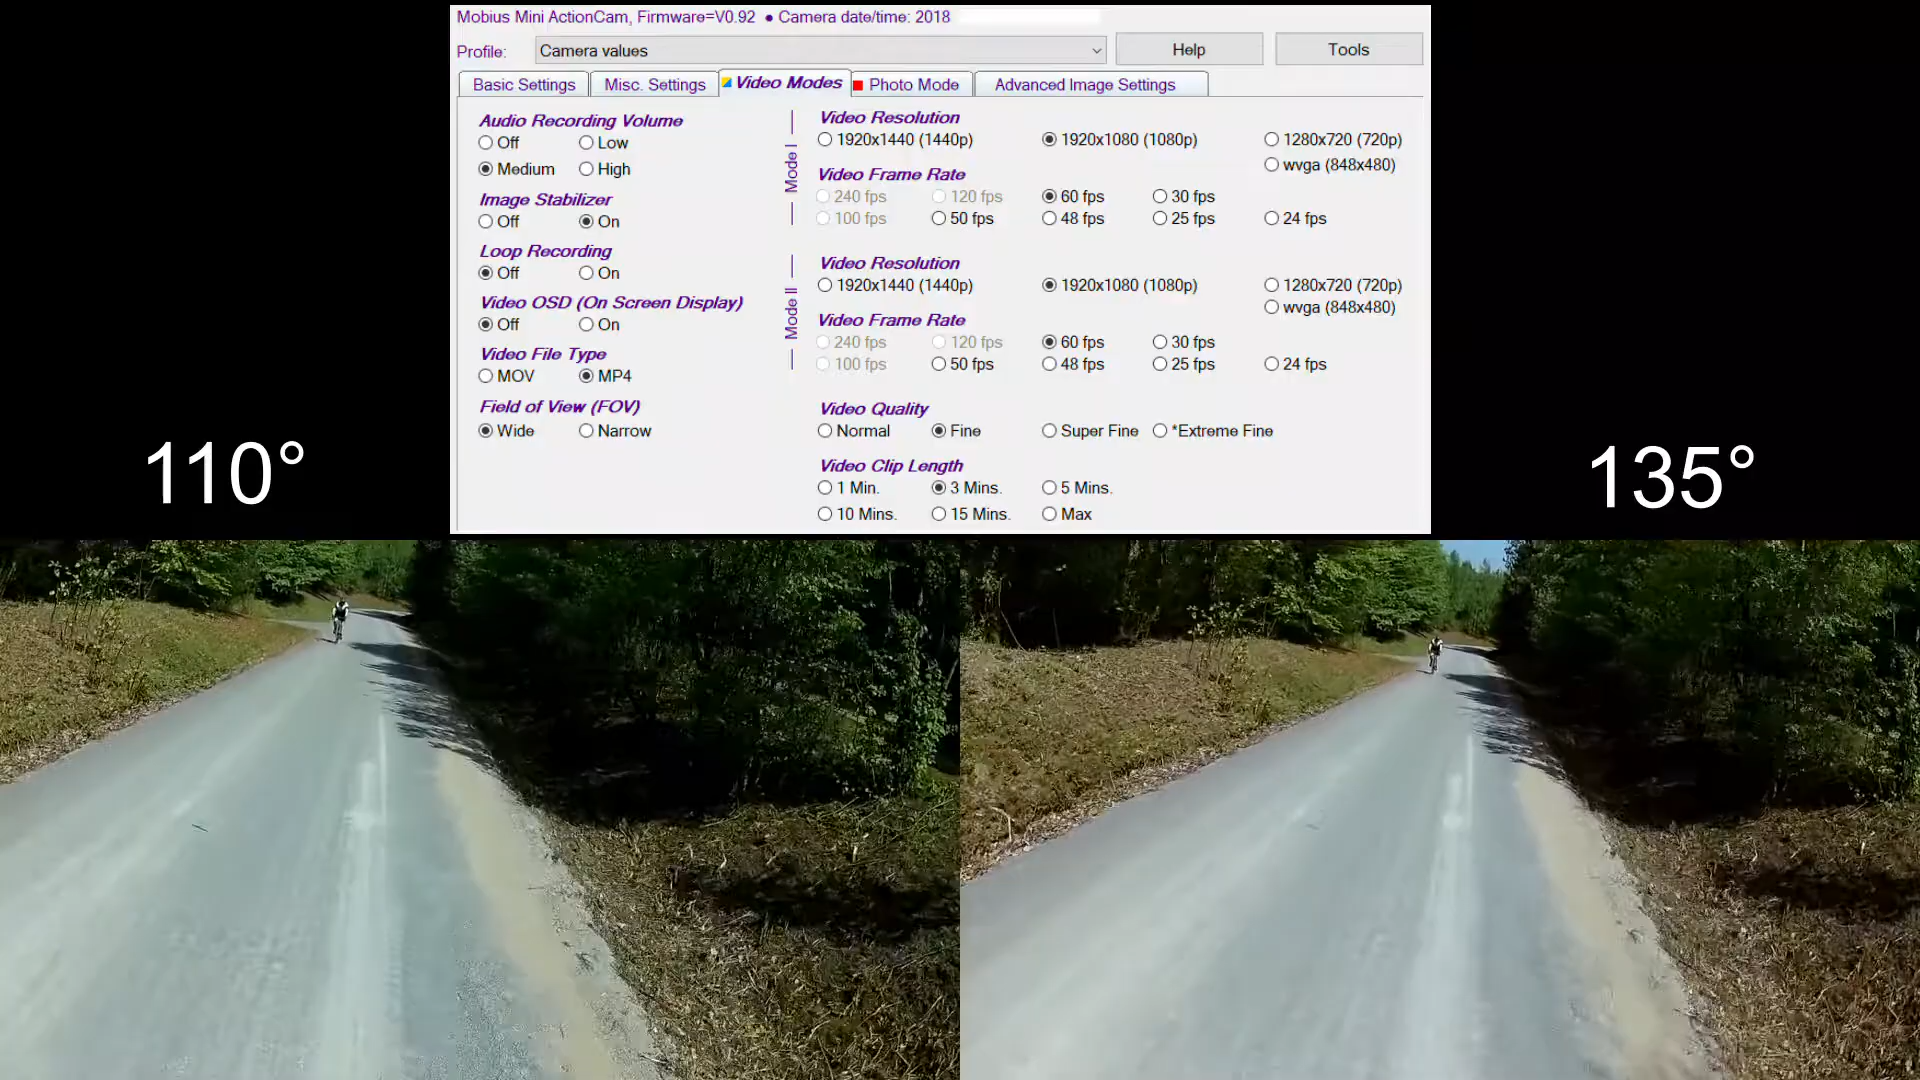 Mobius Mini ActionCam, Firmware=V0.92 ● Camera date/time: 2018
Profile: Camera values Help Tools
Basic Settings Misc. Settings Video Modes Photo Mode Advanced Image Settings
Audio Recording Volume
Off Low
Medium High
Image Stabilizer
Off On
Loop Recording
Off On
Video OSD (On Screen Display)
Off On
Video File Type
MOV MP4
Field of View (FOV)
Wide Narrow
Mode I
Video Resolution
1920x1440 (1440p) 1920x1080 (1080p) 1280x720 (720p)
wvga (848x480)
Video Frame Rate
240 fps 120 fps 60 fps 30 fps
100 fps 50 fps 48 fps 25 fps 24 fps
Mode II
Video Resolution
1920x1440 (1440p) 1920x1080 (1080p) 1280x720 (720p)
wvga (848x480)
Video Frame Rate
240 fps 120 fps 60 fps 30 fps
100 fps 50 fps 48 fps 25 fps 24 fps
Video Quality
Normal Fine Super Fine *Extreme Fine
Video Clip Length
1 Min. 3 Mins. 5 Mins.
10 Mins. 15 Mins. Max
110°
135°